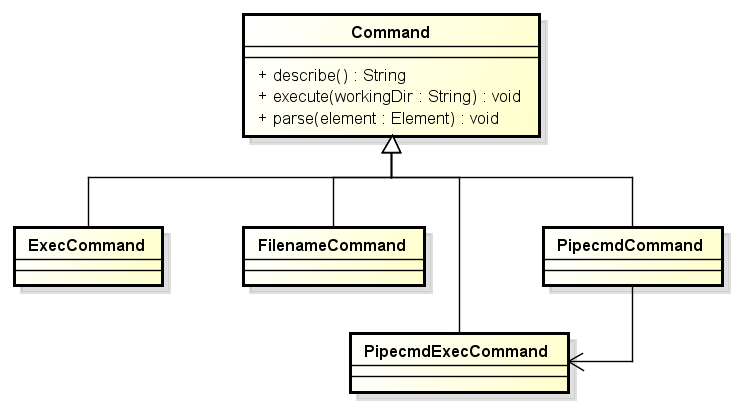 Command
+ describe() : String
+ execute(workingDir : String) : void
+ parse(element : Element) : void
ExecCommand
FilenameCommand
PipecmdCommand
PipecmdExecCommand